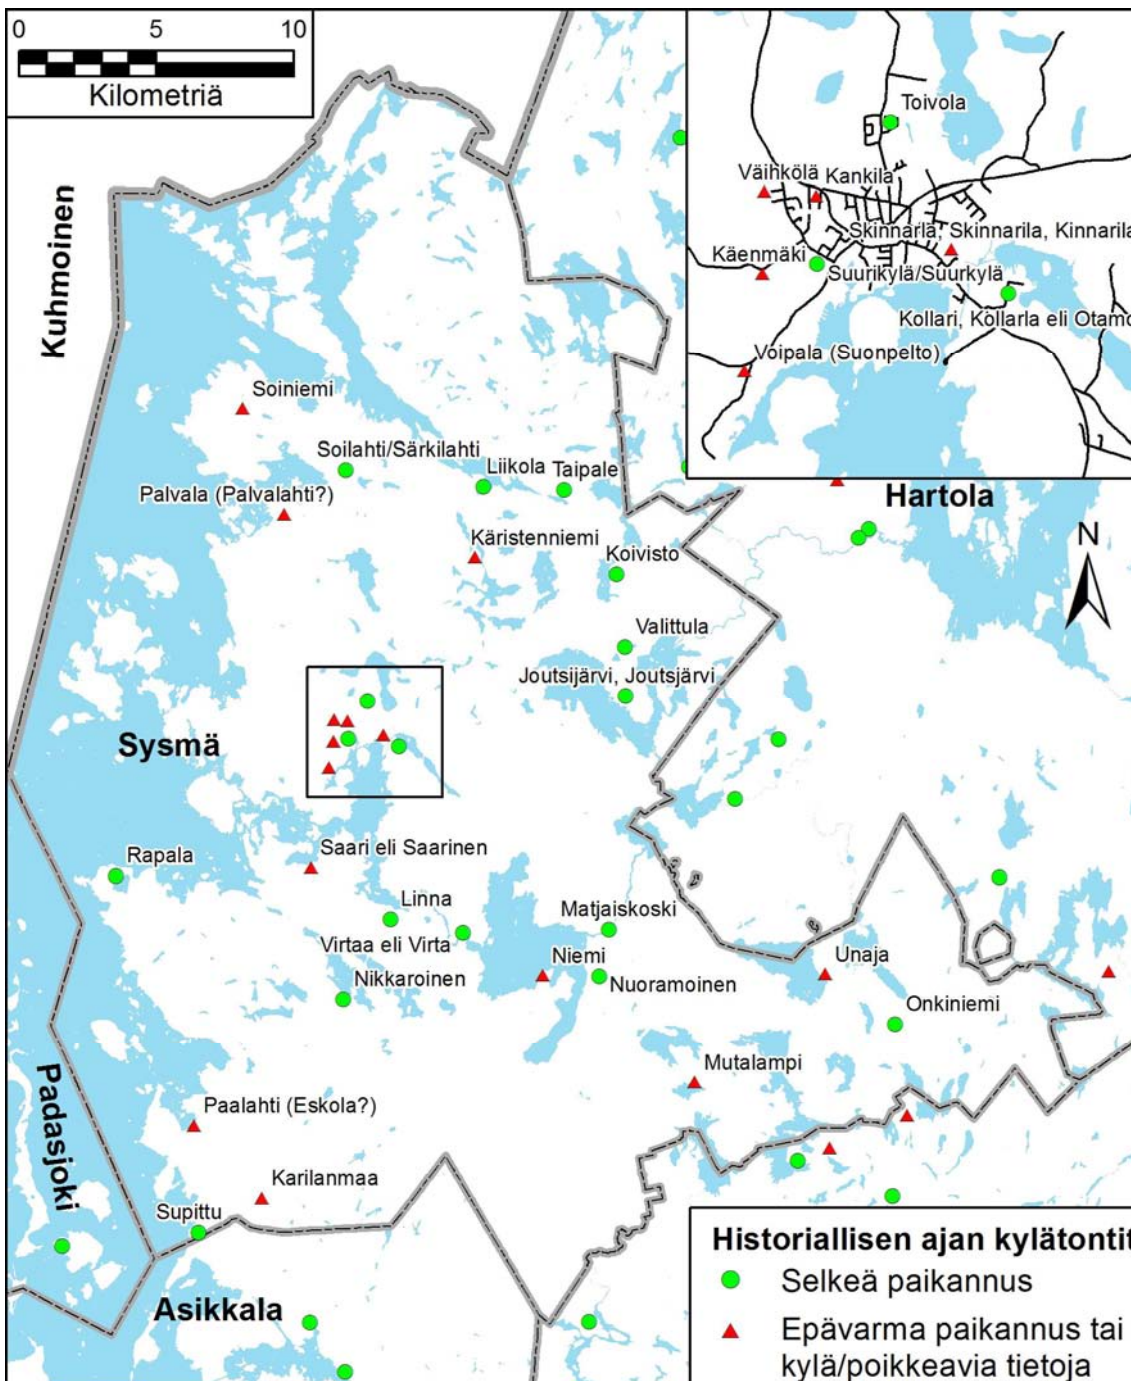 0 5 10
Kilometriä
Toivola
Väihkölä
Kankila
Skinnarla, Skinnarila, Kinnarila
Käenmäki
Suurikylä/Suurkylä
Kollari, Kollarla eli Otamo
Voipala (Suonpelto)
Kuhmoinen
Soiniemi
Soilahti/Särkilahti
Liikola
Taipale
Palvala (Palvalahti?)
Hartola
Käristenniemi
Koivisto
N
Valittula
Joutsijärvi, Joutsjärvi
Sysmä
Saari eli Saarinen
Rapala
Linna
Matjaiskoski
Virtaa eli Virta
Niemi
Unaja
Nikkaroinen
Nuoramoinen
Onkiniemi
Mutalampi
Padasjoki
Paalahti (Eskola?)
Karilanmaa
Supittu
Asikkala
Historiallisen ajan kylätontit
Selkeä paikannus
Epävarma paikannus tai
kylä/poikkeavia tietoja